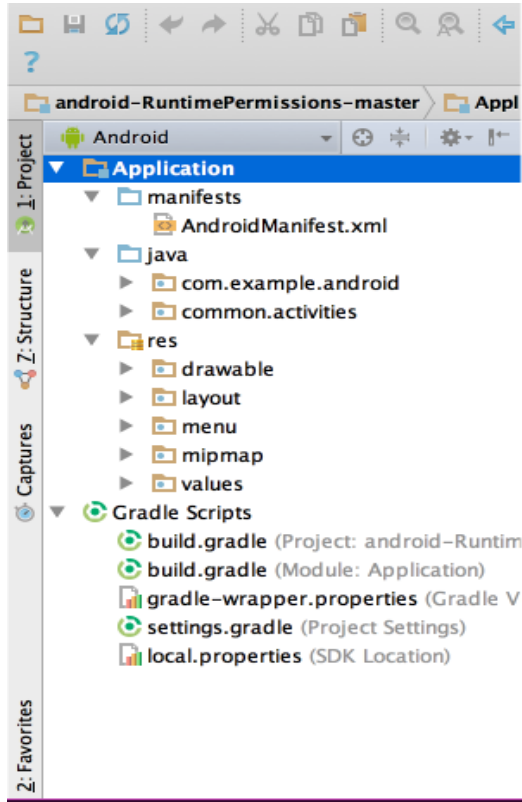 ?
android-RuntimePermissions-master Appl
Android
Application
manifests
AndroidManifest.xml
java
com.example.android
common.activities
res
drawable
layout
menu
mipmap
values
Gradle Scripts
build.gradle (Project: android-Runtim
build.gradle (Module: Application)
gradle-wrapper.properties (Gradle V
settings.gradle (Project Settings)
local.properties (SDK Location)
1: Project
7: Structure
Captures
2: Favorites